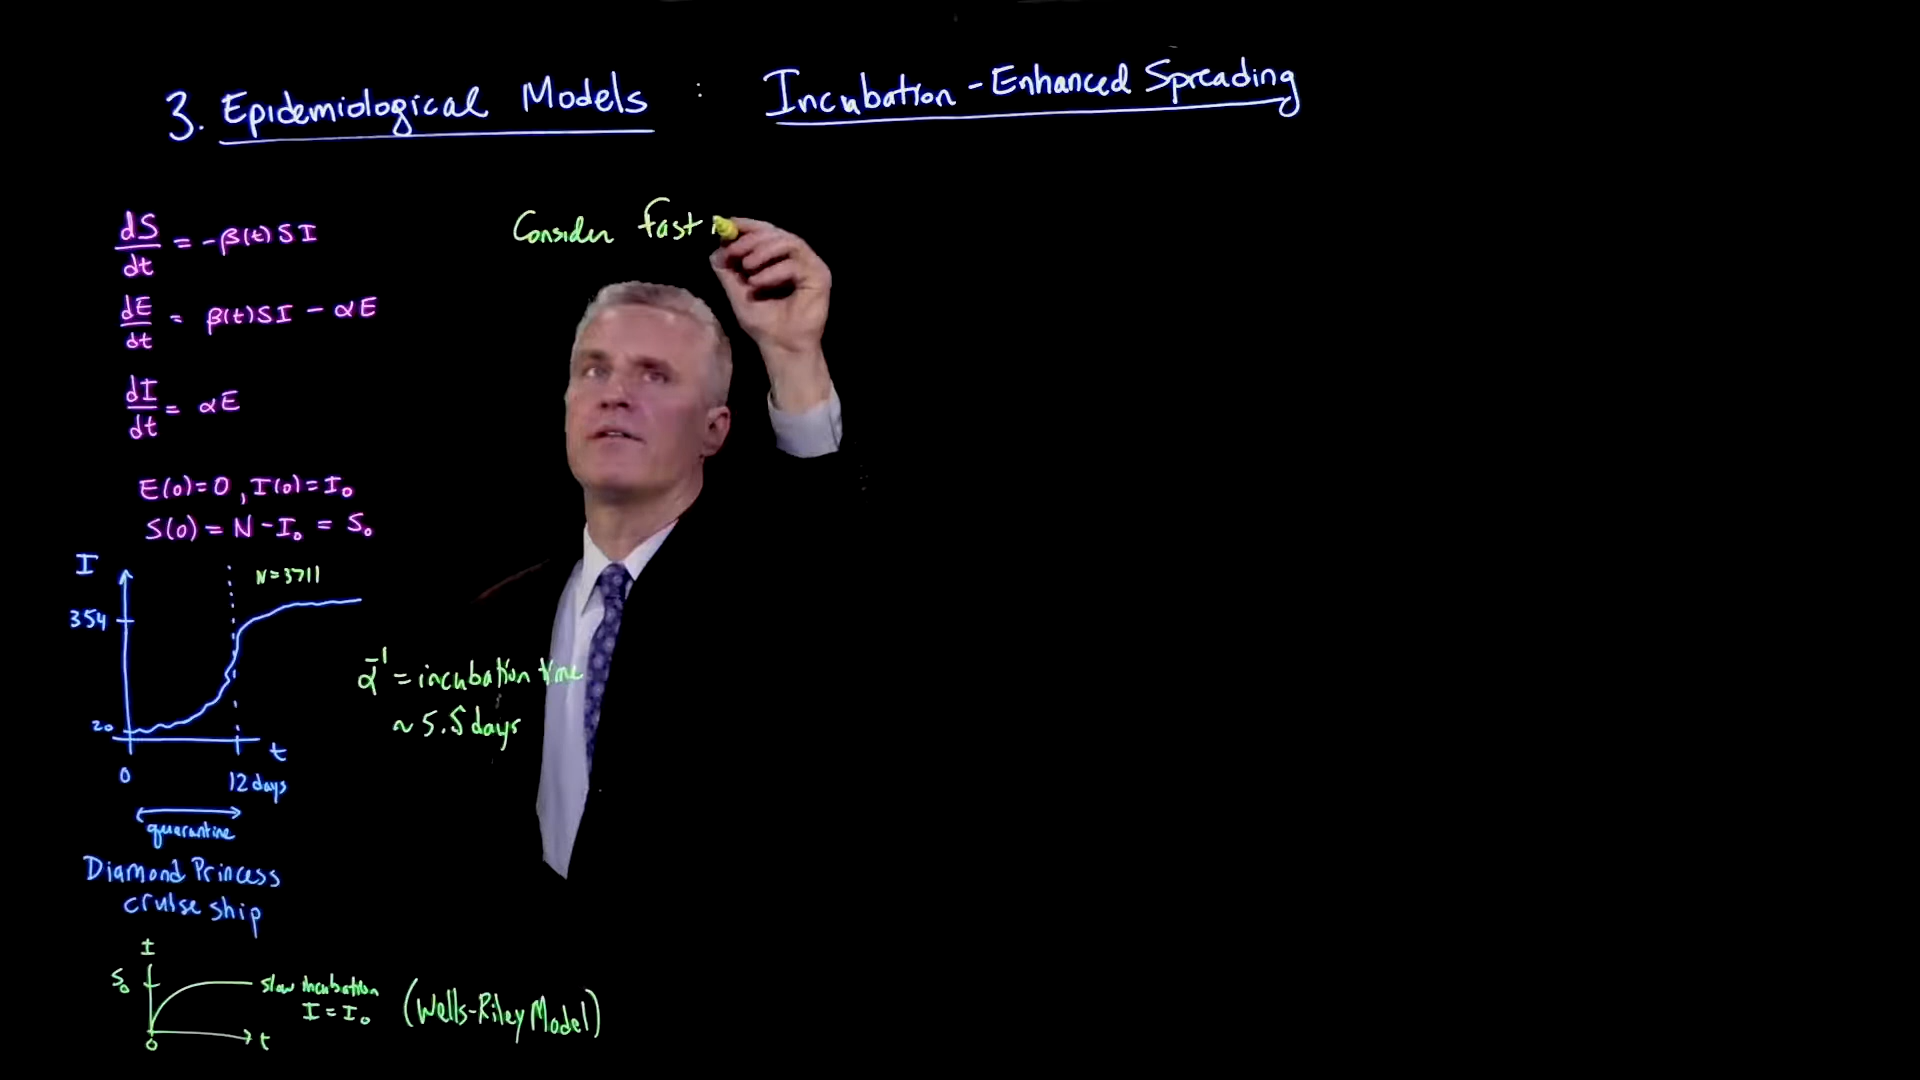 3. Epidemiological Models : Incubation-Enhanced Spreading
dS/dt = -β(t)SI
dE/dt = β(t)SI - αE
dI/dt = αE
E(0)=0, I(0)=I₀
S(0)=N-I₀=S₀
Consider fast
I
N=3711
354
20
t
0
12 days
quarantine
Diamond Princess
cruise ship
α⁻¹ = incubation time
~5.5 days
I
S₀
slow incubation
I=I₀
(Wells-Riley Model)
0
t